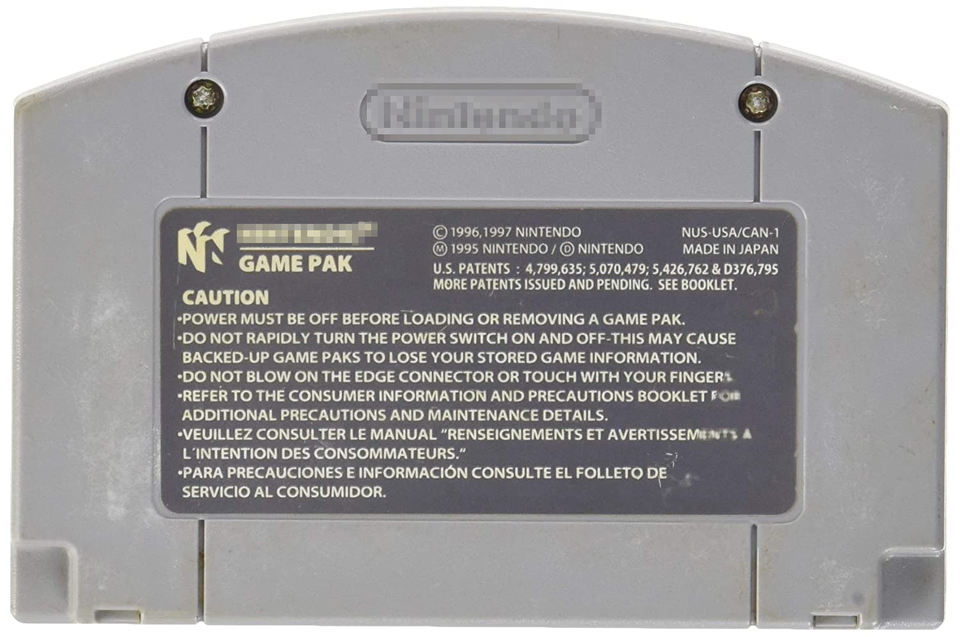 GAME PAK
© 1996,1997 NINTENDO
Ⓜ 1995 NINTENDO / Ⓓ NINTENDO
NUS-USA/CAN-1
MADE IN JAPAN
U.S. PATENTS : 4,799,635; 5,070,479; 5,426,762 & D376,795
MORE PATENTS ISSUED AND PENDING. SEE BOOKLET.
CAUTION
•POWER MUST BE OFF BEFORE LOADING OR REMOVING A GAME PAK.
•DO NOT RAPIDLY TURN THE POWER SWITCH ON AND OFF-THIS MAY CAUSE
BACKED-UP GAME PAKS TO LOSE YOUR STORED GAME INFORMATION.
•DO NOT BLOW ON THE EDGE CONNECTOR OR TOUCH WITH YOUR
•REFER TO THE CONSUMER INFORMATION AND PRECAUTIONS BOOKLET
ADDITIONAL PRECAUTIONS AND MAINTENANCE DETAILS.
•VEUILLEZ CONSULTER LE MANUAL "RENSEIGNEMENTS ET
L'INTENTION DES CONSOMMATEURS."
•PARA PRECAUCIONES E INFORMACIÓN CONSULTE EL FOLLETO DE
SERVICIO AL CONSUMIDOR.